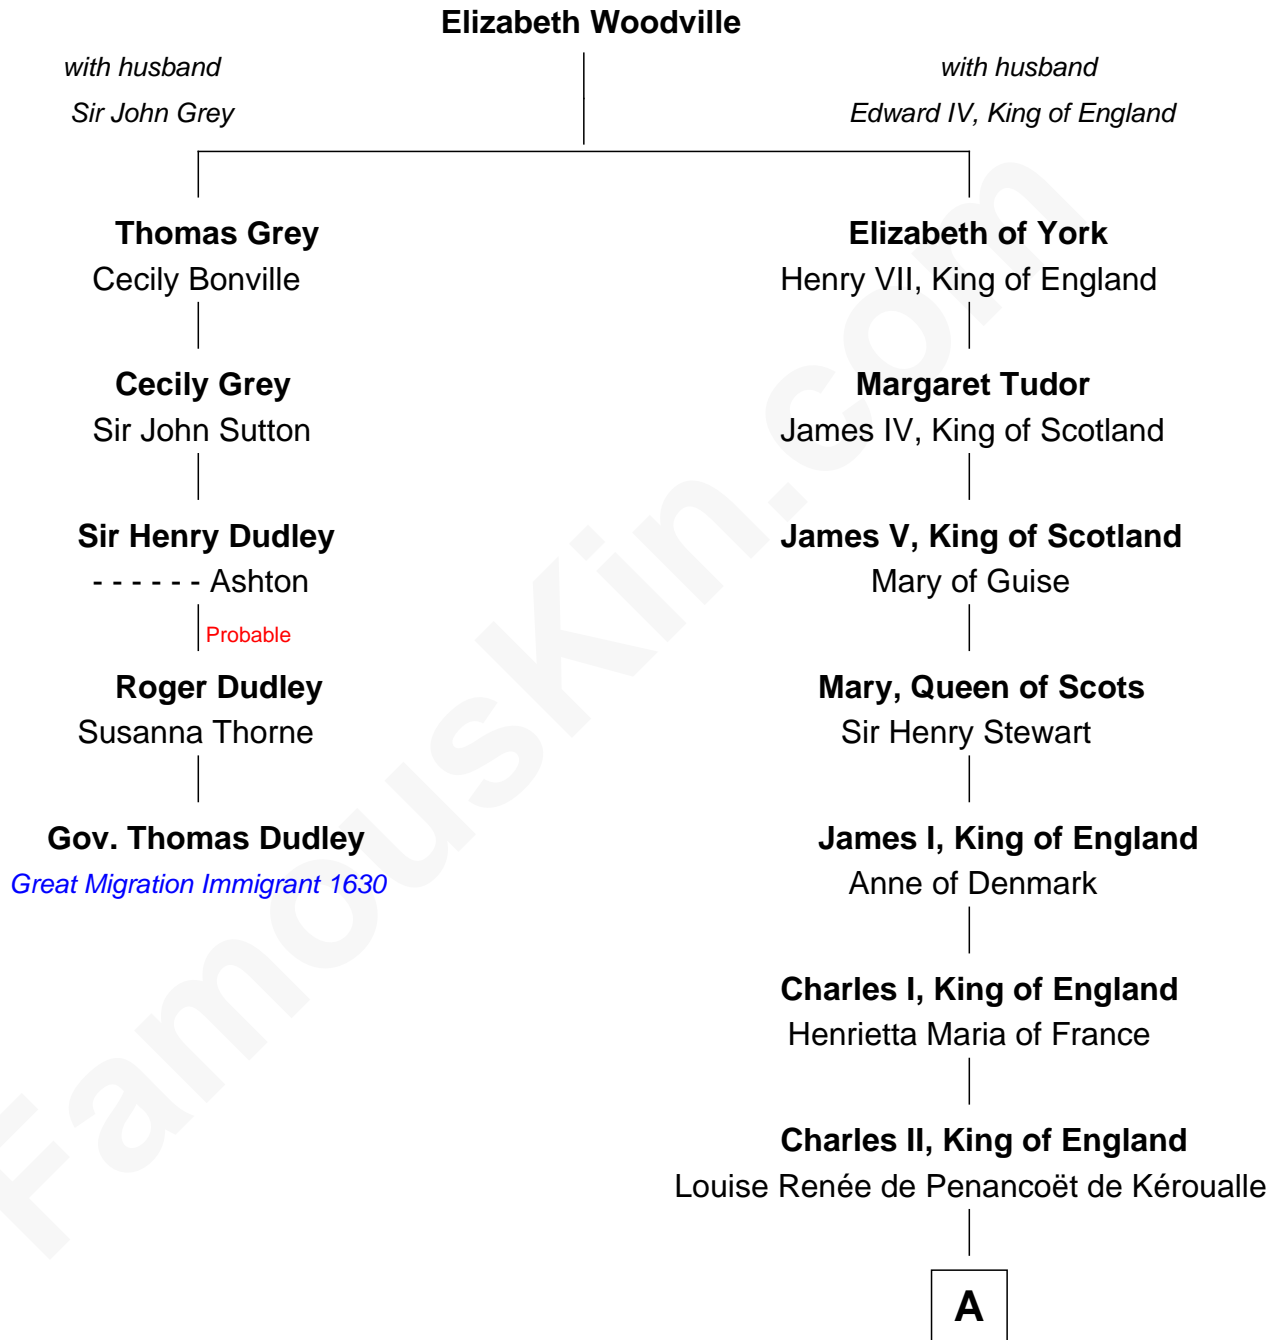 Elizabeth Woodville
with husband
Sir John Grey
with husband
Edward IV, King of England
Thomas Grey
Cecily Bonville
Cecily Grey
Sir John Sutton
Sir Henry Dudley
- - - - - - Ashton
Probable
Roger Dudley
Susanna Thorne
Gov. Thomas Dudley
Great Migration Immigrant 1630
Elizabeth of York
Henry VII, King of England
Margaret Tudor
James IV, King of Scotland
James V, King of Scotland
Mary of Guise
Mary, Queen of Scots
Sir Henry Stewart
James I, King of England
Anne of Denmark
Charles I, King of England
Henrietta Maria of France
Charles II, King of England
Louise Renée de Penancoët de Kéroualle
A
FamousKin.com